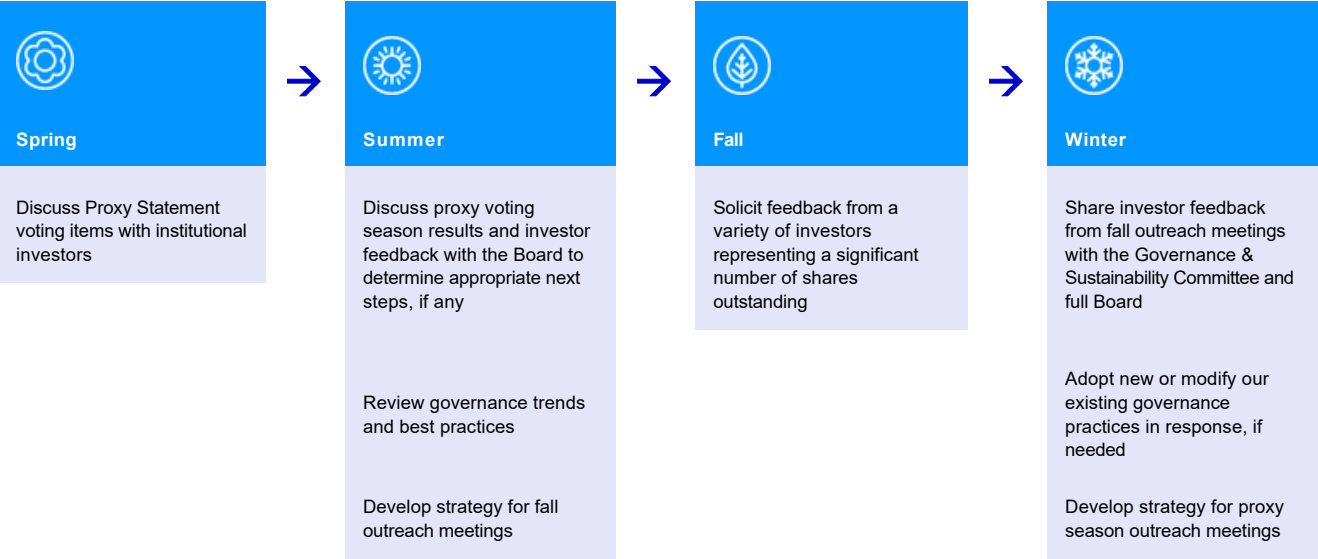 Spring
Discuss Proxy Statement
voting items with institutional
investors
Summer
Discuss proxy voting
season results and investor
feedback with the Board to
determine appropriate next
steps, if any
Review governance trends
and best practices
Develop strategy for fall
outreach meetings
Fall
Solicit feedback from a
variety of investors
representing a significant
number of shares
outstanding
Winter
Share investor feedback
from fall outreach meetings
with the Governance &
Sustainability Committee and
full Board
Adopt new or modify our
existing governance
practices in response, if
needed
Develop strategy for proxy
season outreach meetings